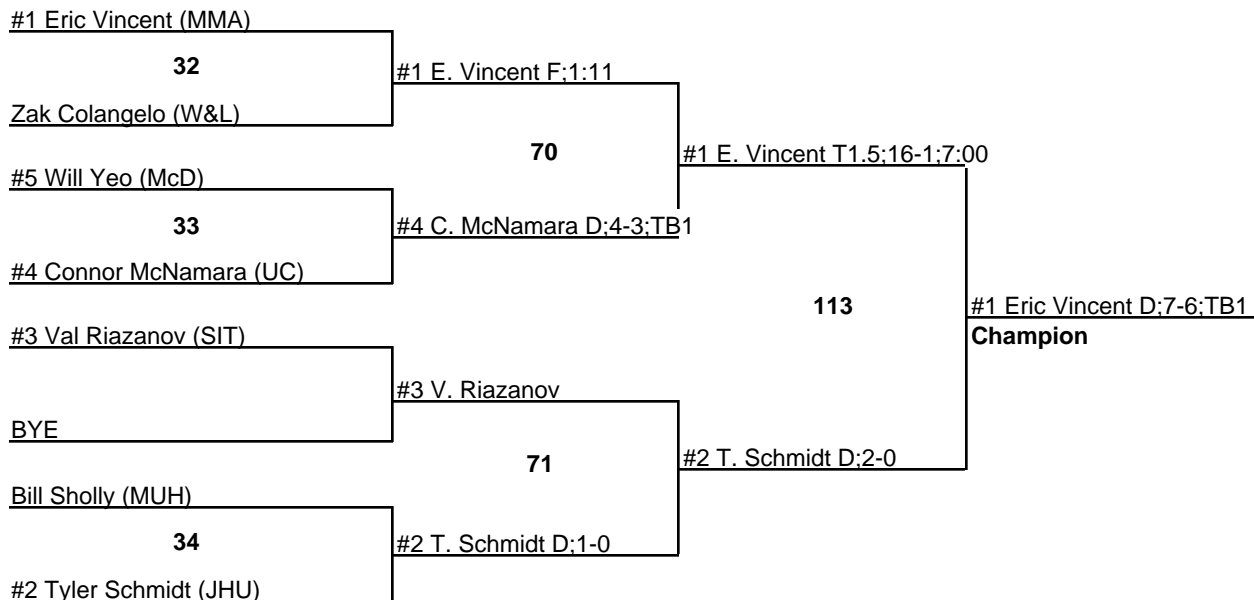 #1 Eric Vincent (MMA)
32
#1 E. Vincent F;1:11
Zak Colangelo (W&L)
70
#1 E. Vincent T1.5;16-1;7:00
#5 Will Yeo (McD)
33
#4 C. McNamara D;4-3;TB1
#4 Connor McNamara (UC)
113
#1 Eric Vincent D;7-6;TB1
Champion
#3 Val Riazanov (SIT)
#3 V. Riazanov
BYE
71
#2 T. Schmidt D;2-0
Bill Sholly (MUH)
34
#2 T. Schmidt D;1-0
#2 Tyler Schmidt (JHU)